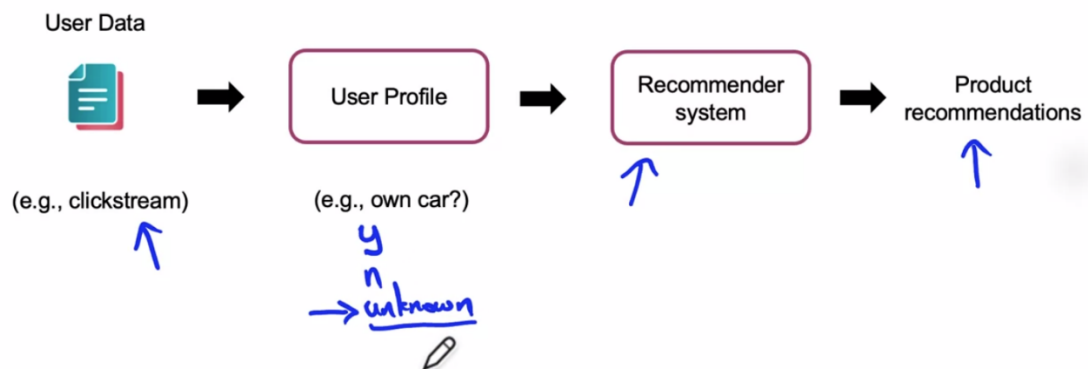 User Data
User Profile
Recommender
system
Product
recommendations
(e.g., clickstream)
(e.g., own car?)
y
n
unknown